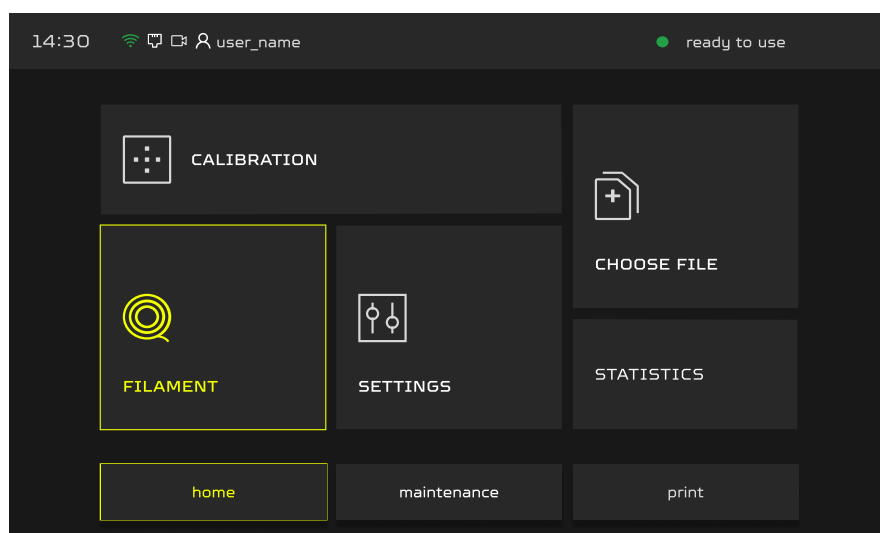 14:30 user_name ready to use
CALIBRATION
CHOOSE FILE
FILAMENT
SETTINGS
STATISTICS
home maintenance print